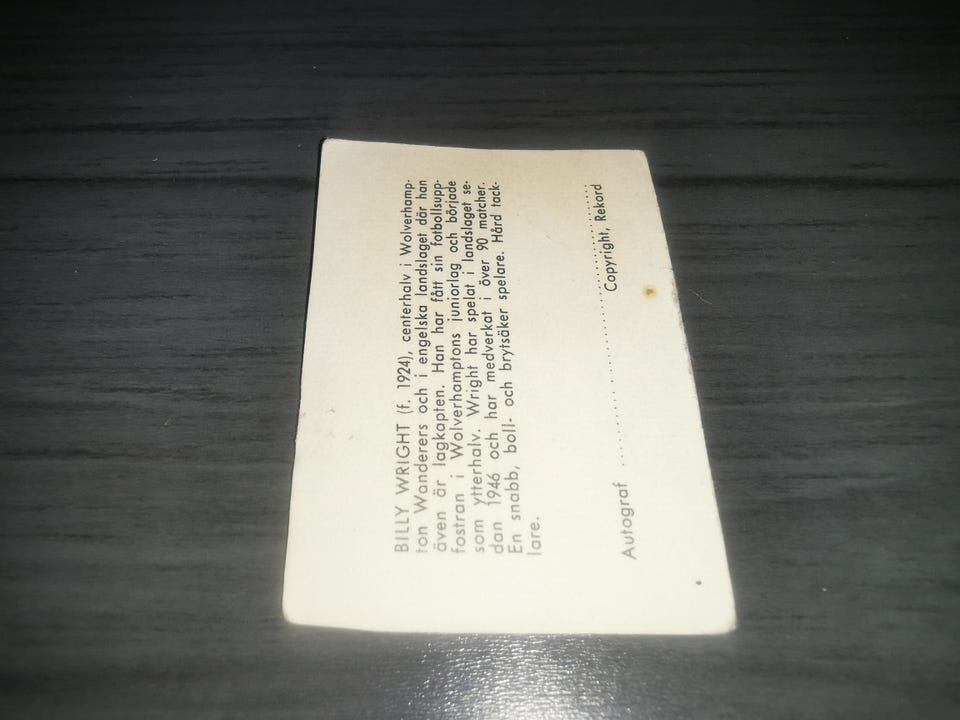 BILLY WRIGHT (f. 1924), centerhalv i Wolverhamp-
ton Wanderers och i engelska landslaget där han
även är lagkapten. Han har fått sin fotbollsupp-
fostran i Wolverhamptons juniorlag och började
som ytterhalv. Wright har spelat i landslaget se-
dan 1946 och har medverkat i över 90 matcher.
En snabb, boll- och brytsäker spelare. Hård tack-
lare.
Autograf
Copyright, Rekord